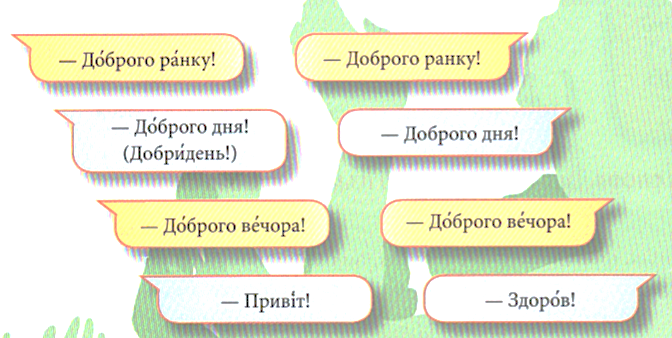 — До́брого ра́нку!
— Доброго ранку!
— До́брого дня!
(Добри́день!)
— Доброго дня!
— До́брого ве́чора!
— До́брого ве́чора!
— Приві́т!
— Здоро́в!